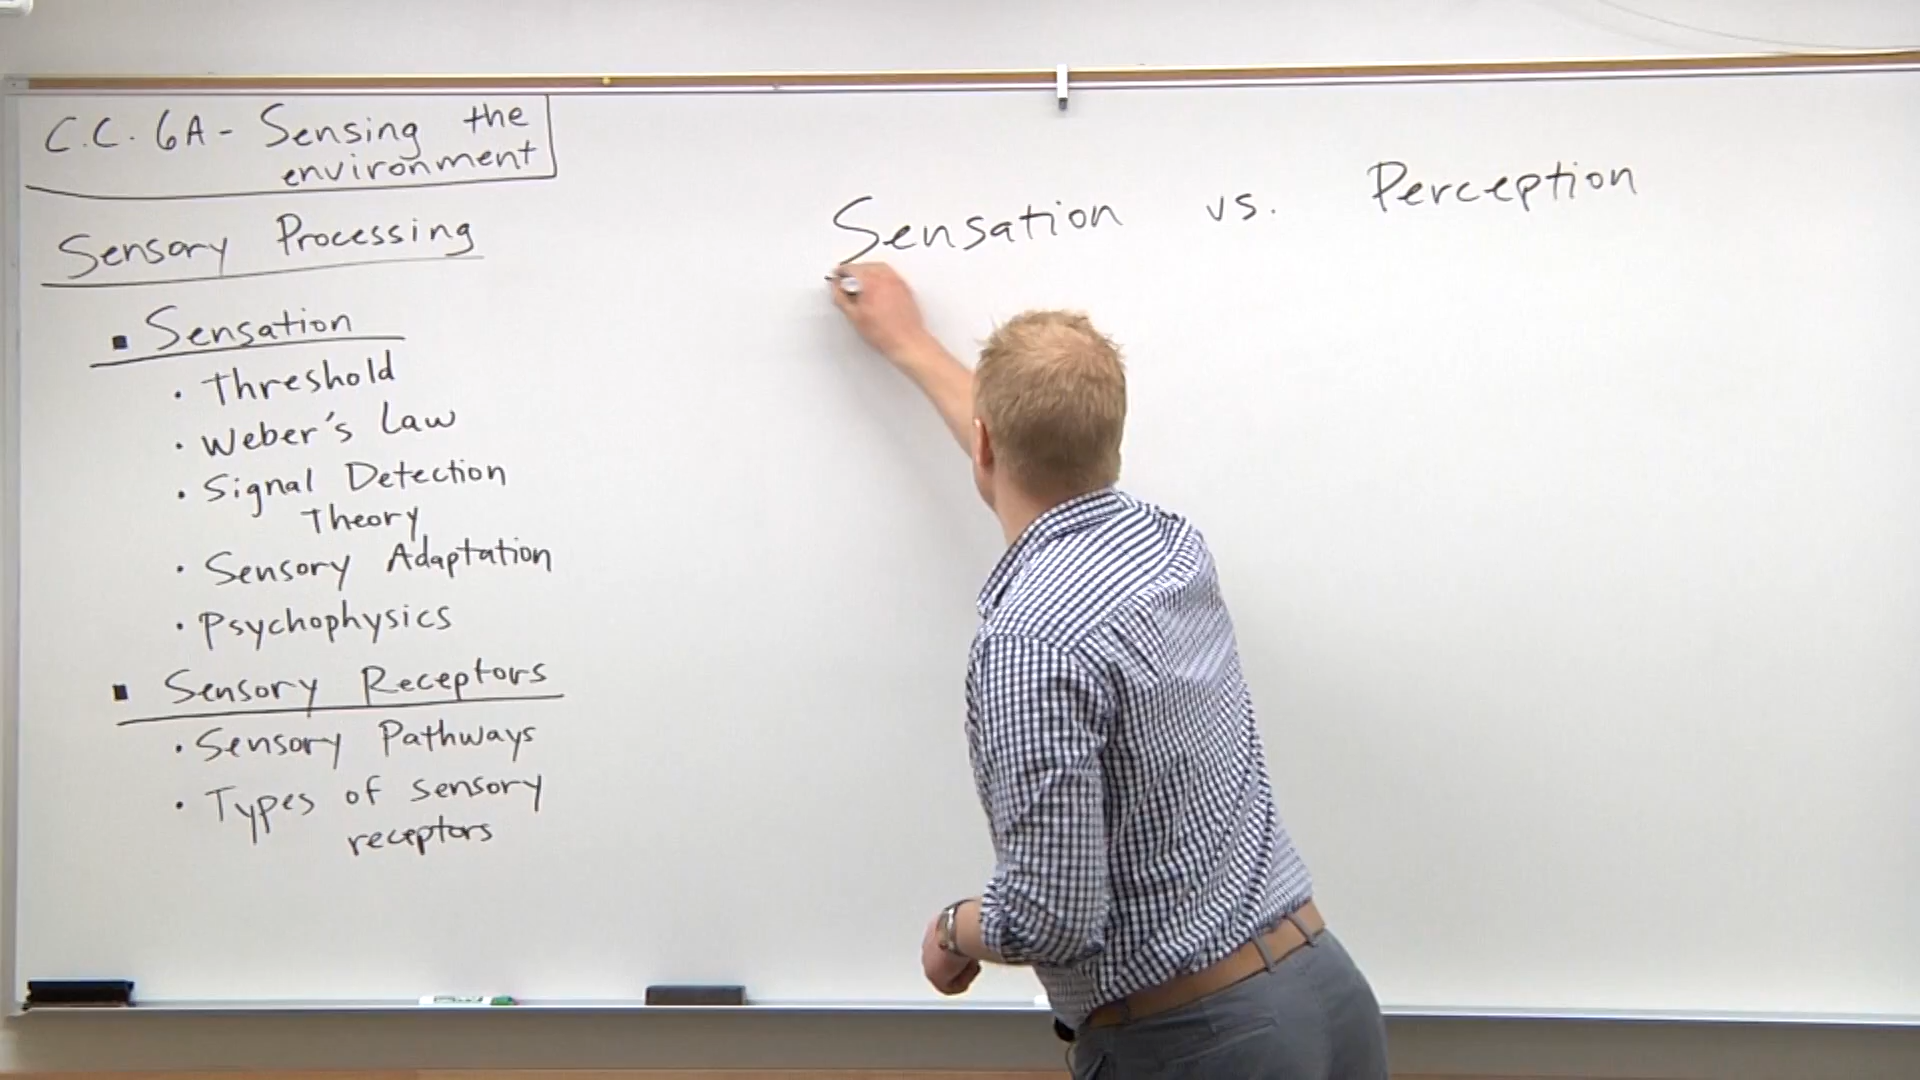 C.C. 6A - Sensing the
environment
Sensory Processing
▪ Sensation
• Threshold
• Weber's Law
• Signal Detection
Theory
• Sensory Adaptation
• Psychophysics
▪ Sensory Receptors
• Sensory Pathways
• Types of sensory
receptors
Sensation vs. Perception